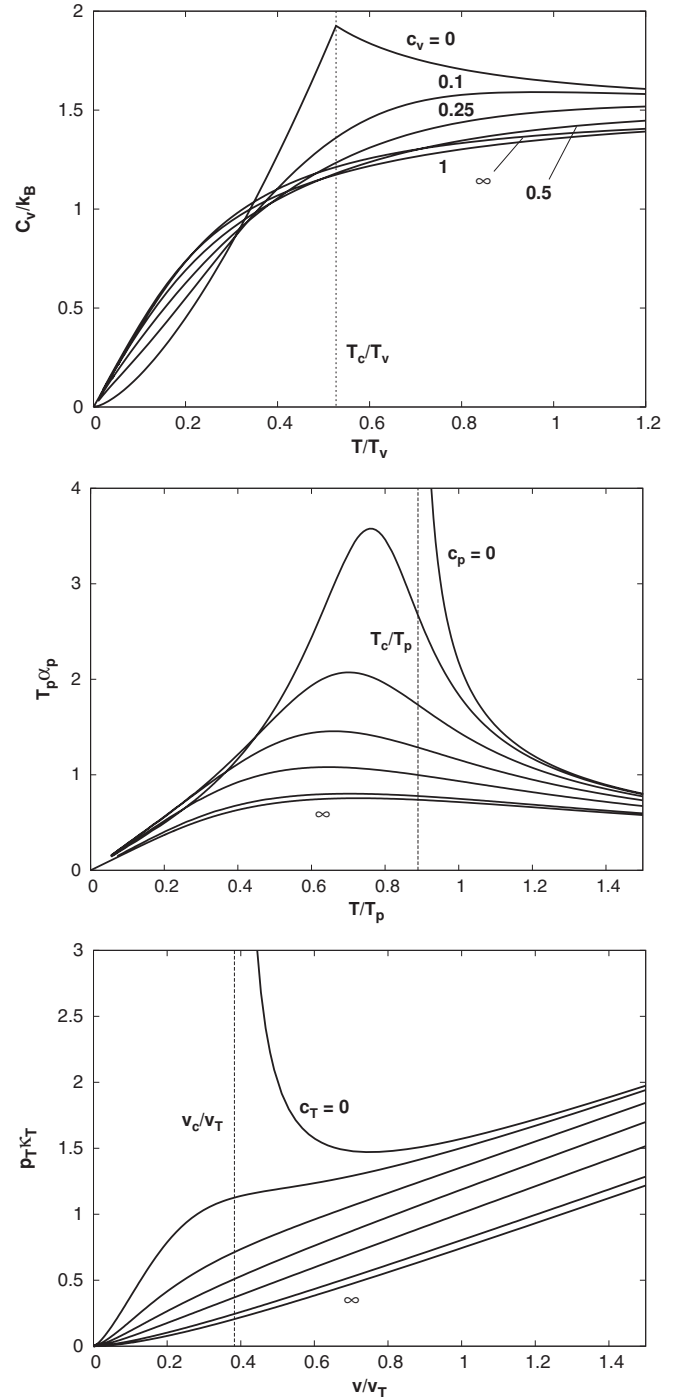 2
c_v = 0
0.1
1.5
0.25
∞
1
0.5
1
C_v/k_B
0.5
T_c/T_v
0
0 0.2 0.4 0.6 0.8 1 1.2
T/T_v
4
c_p = 0
3
T_c/T_p
T_pα_p
2
1
∞
0
0 0.2 0.4 0.6 0.8 1 1.2 1.4
T/T_p
3
2.5
2
v_c/v_T
c_T = 0
p_Tκ_T
1.5
1
0.5
∞
0
0 0.2 0.4 0.6 0.8 1 1.2 1.4
v/v_T